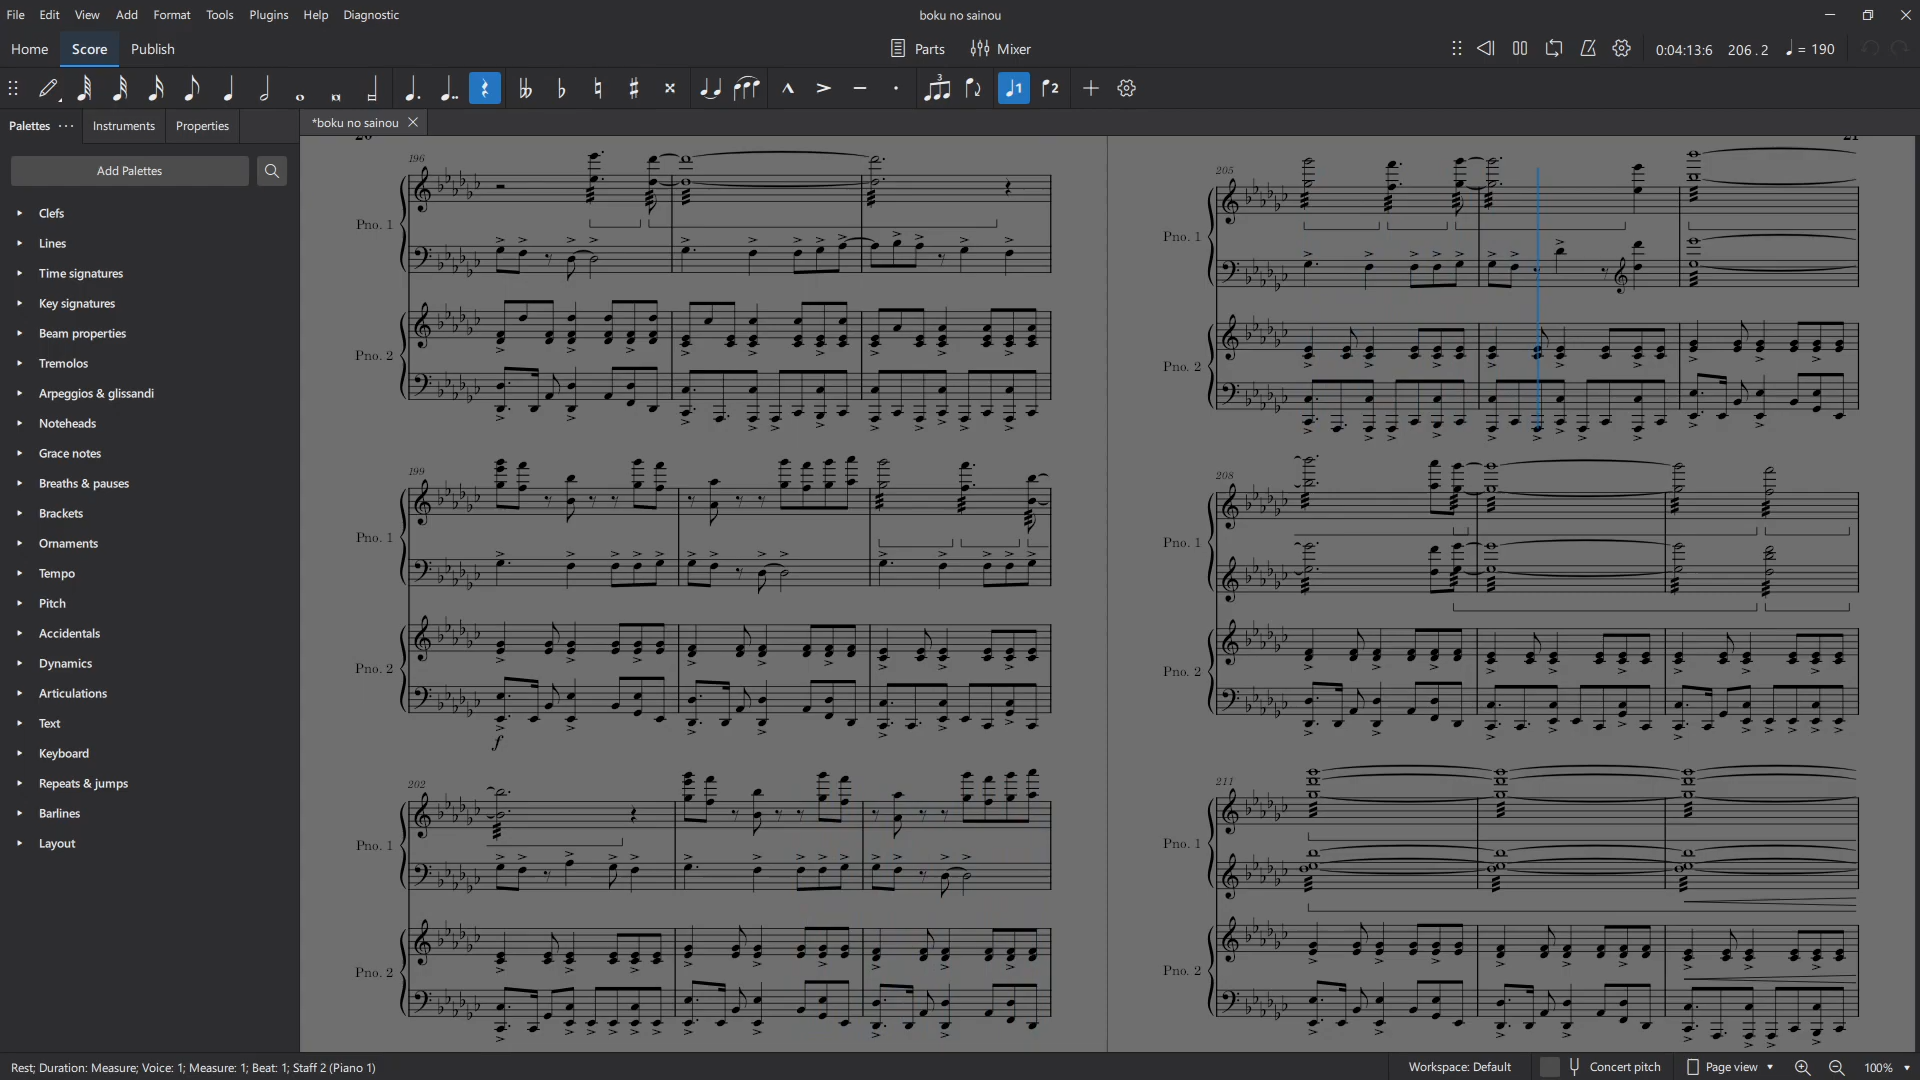 File Edit View Add Format Tools Plugins Help Diagnostic
boku no sainou
Home Score Publish
Parts Mixer
0:04:13:6 206 . 2 = 190
3
1 2
Palettes ··· Instruments Properties
*boku no sainou
Add Palettes
Clefs
Lines
Time signatures
Key signatures
Beam properties
Tremolos
Arpeggios & glissandi
Noteheads
Grace notes
Breaths & pauses
Brackets
Ornaments
Tempo
Pitch
Accidentals
Dynamics
Articulations
Text
Keyboard
Repeats & jumps
Barlines
Layout
196
Pno. 1
Pno. 2
199
Pno. 1
Pno. 2
f
202
Pno. 1
Pno. 2
205
Pno. 1
Pno. 2
208
Pno. 1
Pno. 2
211
Pno. 1
Pno. 2
Rest; Duration: Measure; Voice: 1; Measure: 1; Beat: 1; Staff 2 (Piano 1)
Workspace: Default Concert pitch Page view 100%